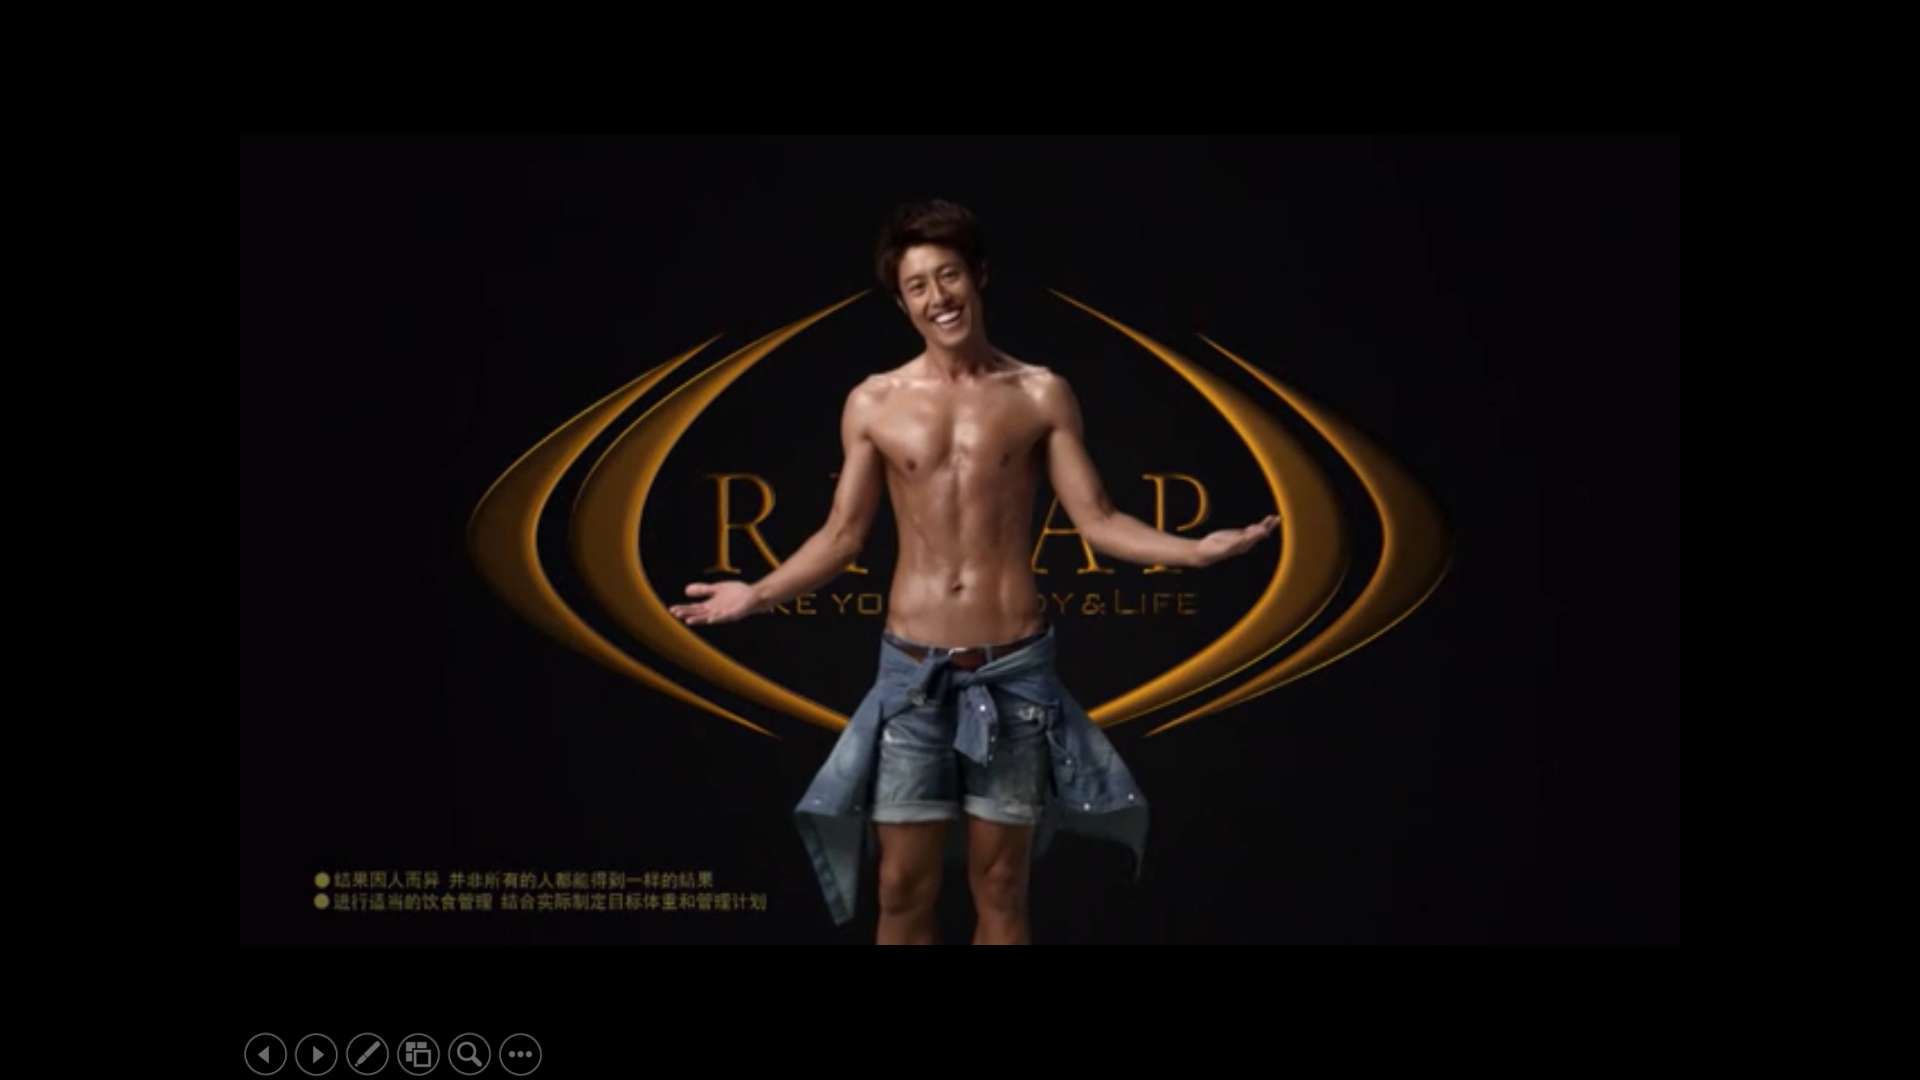 R AP
KE YO DY & LIFE
●结果因人而异 并非所有的人都能得到一样的结果
●进行适当的饮食管理 结合实际制定目标体重和管理计划